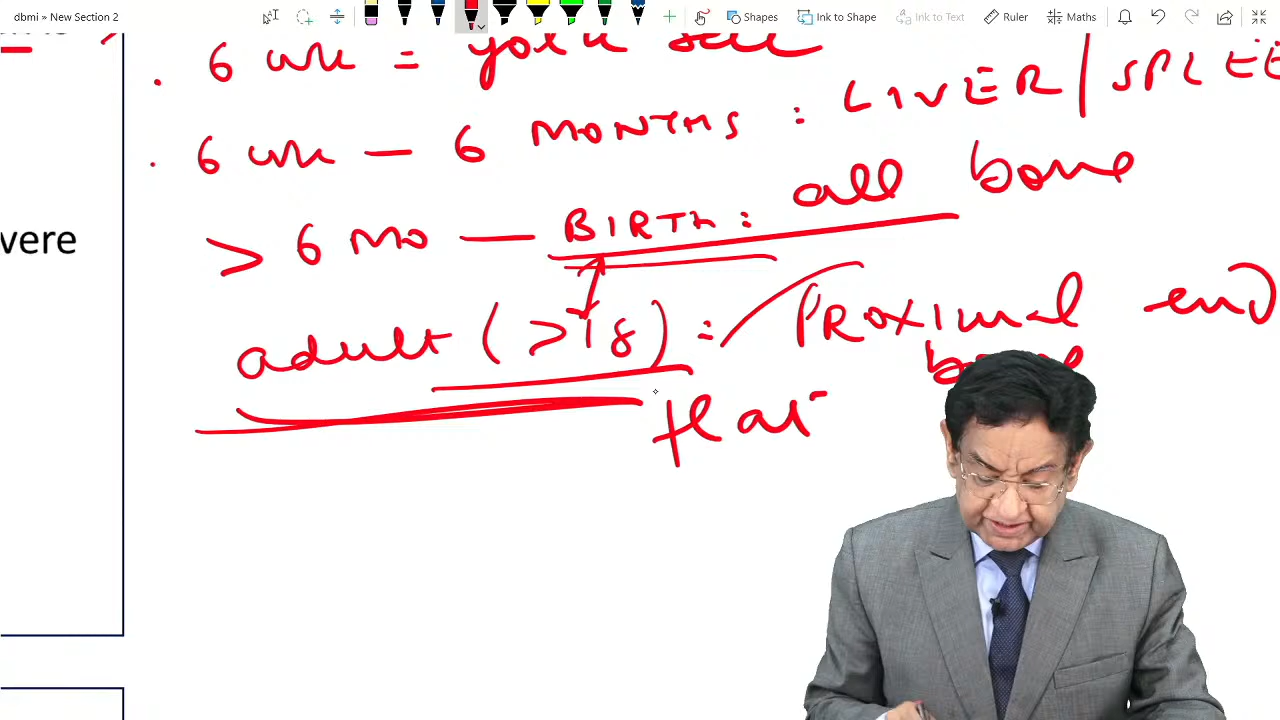 dbmi » New Section 2
Shapes Ink to Shape Ink to Text Ruler Maths
. 6 wk = yolk sac
. 6 wk — 6 MONTHS : LIVER/SPLEE
> 6 mo — BIRTH : all bone
vere
adult (>18) : Proximal end
bone
flat